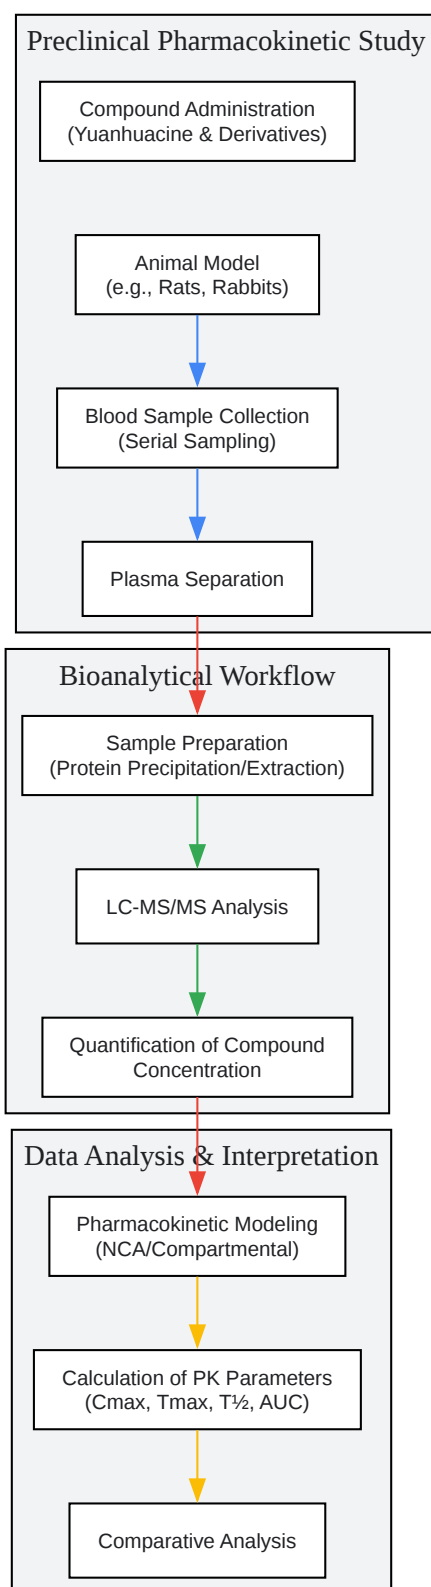 Preclinical Pharmacokinetic Study
Compound Administration
(Yuanhuacine & Derivatives)
Animal Model
(e.g., Rats, Rabbits)
Blood Sample Collection
(Serial Sampling)
Plasma Separation
Bioanalytical Workflow
Sample Preparation
(Protein Precipitation/Extraction)
LC-MS/MS Analysis
Quantification of Compound
Concentration
Data Analysis & Interpretation
Pharmacokinetic Modeling
(NCA/Compartmental)
Calculation of PK Parameters
(Cmax, Tmax, T½, AUC)
Comparative Analysis